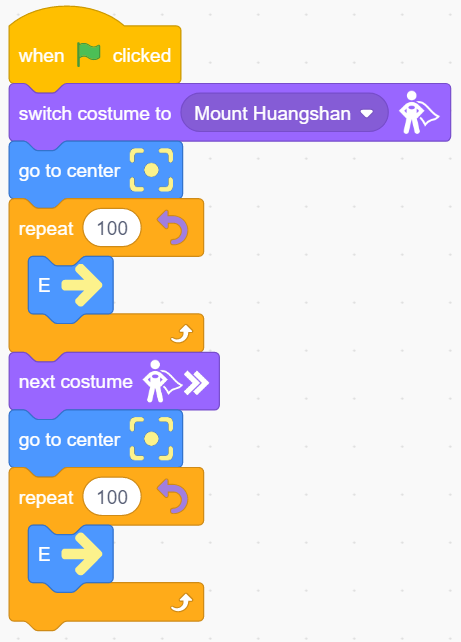 when clicked
switch costume to Mount Huangshan
go to center
repeat 100
E
next costume
go to center
repeat 100
E